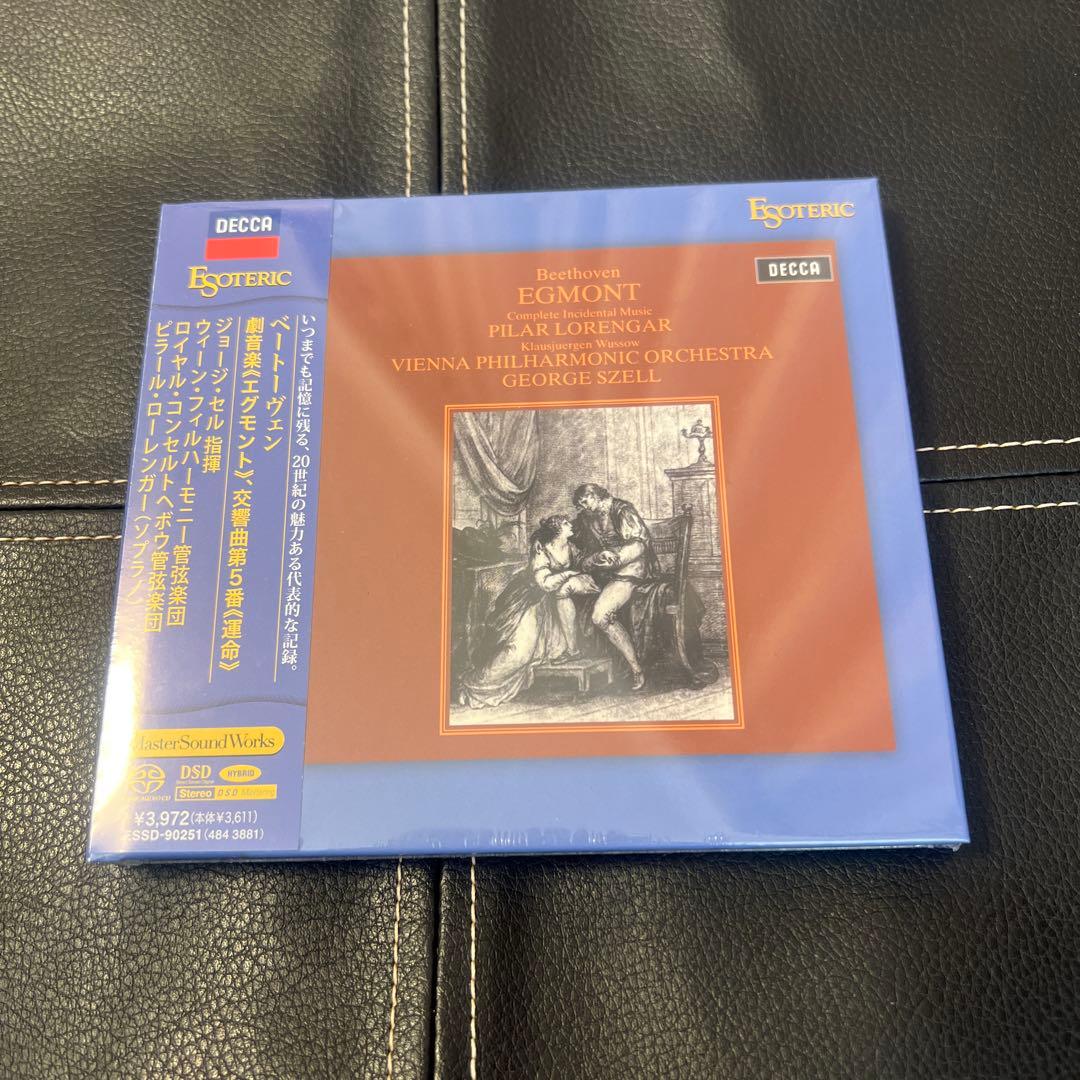 DECCA
ESOTERIC
いつまでも記憶に残る、20世紀の魅力ある代表的な記録。
ベートーヴェン
劇音楽《エグモント》、交響曲第5番《運命》
ジョージ・セル 指揮
ウィーン・フィルハーモニー管弦楽団
ロイヤル・コンセルトヘボウ管弦楽団
ピラール・ローレンガー(ソプラノ)
MasterSoundWorks
DSD
HYBRID
Stereo DSD Mastering
¥3,972(本体¥3,611)
ESSD-90251(484 3881)
ESOTERIC
DECCA
Beethoven
EGMONT
Complete Incidental Music
PILAR LORENGAR
Klausjuergen Wussow
VIENNA PHILHARMONIC ORCHESTRA
GEORGE SZELL